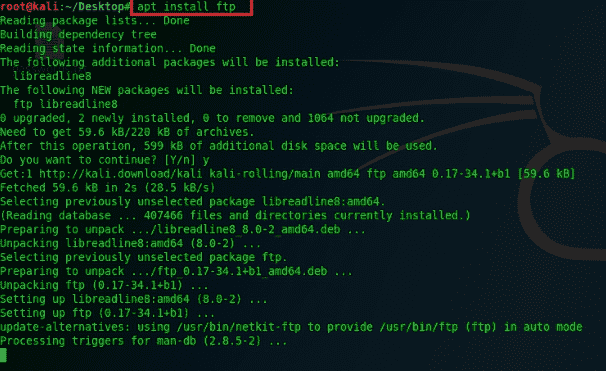 root@kali:~/Desktop# apt install ftp
Reading package lists... Done
Building dependency tree
Reading state information... Done
The following additional packages will be installed:
  libreadline8
The following NEW packages will be installed:
  ftp libreadline8
0 upgraded, 2 newly installed, 0 to remove and 1064 not upgraded.
Need to get 59.6 kB/220 kB of archives.
After this operation, 599 kB of additional disk space will be used.
Do you want to continue? [Y/n] y
Get:1 http://kali.download/kali kali-rolling/main amd64 ftp amd64 0.17-34.1+b1 [59.6 kB]
Fetched 59.6 kB in 2s (28.5 kB/s)
Selecting previously unselected package libreadline8:amd64.
(Reading database ... 407466 files and directories currently installed.)
Preparing to unpack .../libreadline8_8.0-2_amd64.deb ...
Unpacking libreadline8:amd64 (8.0-2) ...
Selecting previously unselected package ftp.
Preparing to unpack .../ftp_0.17-34.1+b1_amd64.deb ...
Unpacking ftp (0.17-34.1+b1) ...
Setting up libreadline8:amd64 (8.0-2) ...
Setting up ftp (0.17-34.1+b1) ...
update-alternatives: using /usr/bin/netkit-ftp to provide /usr/bin/ftp (ftp) in auto mode
Processing triggers for man-db (2.8.5-2) ...